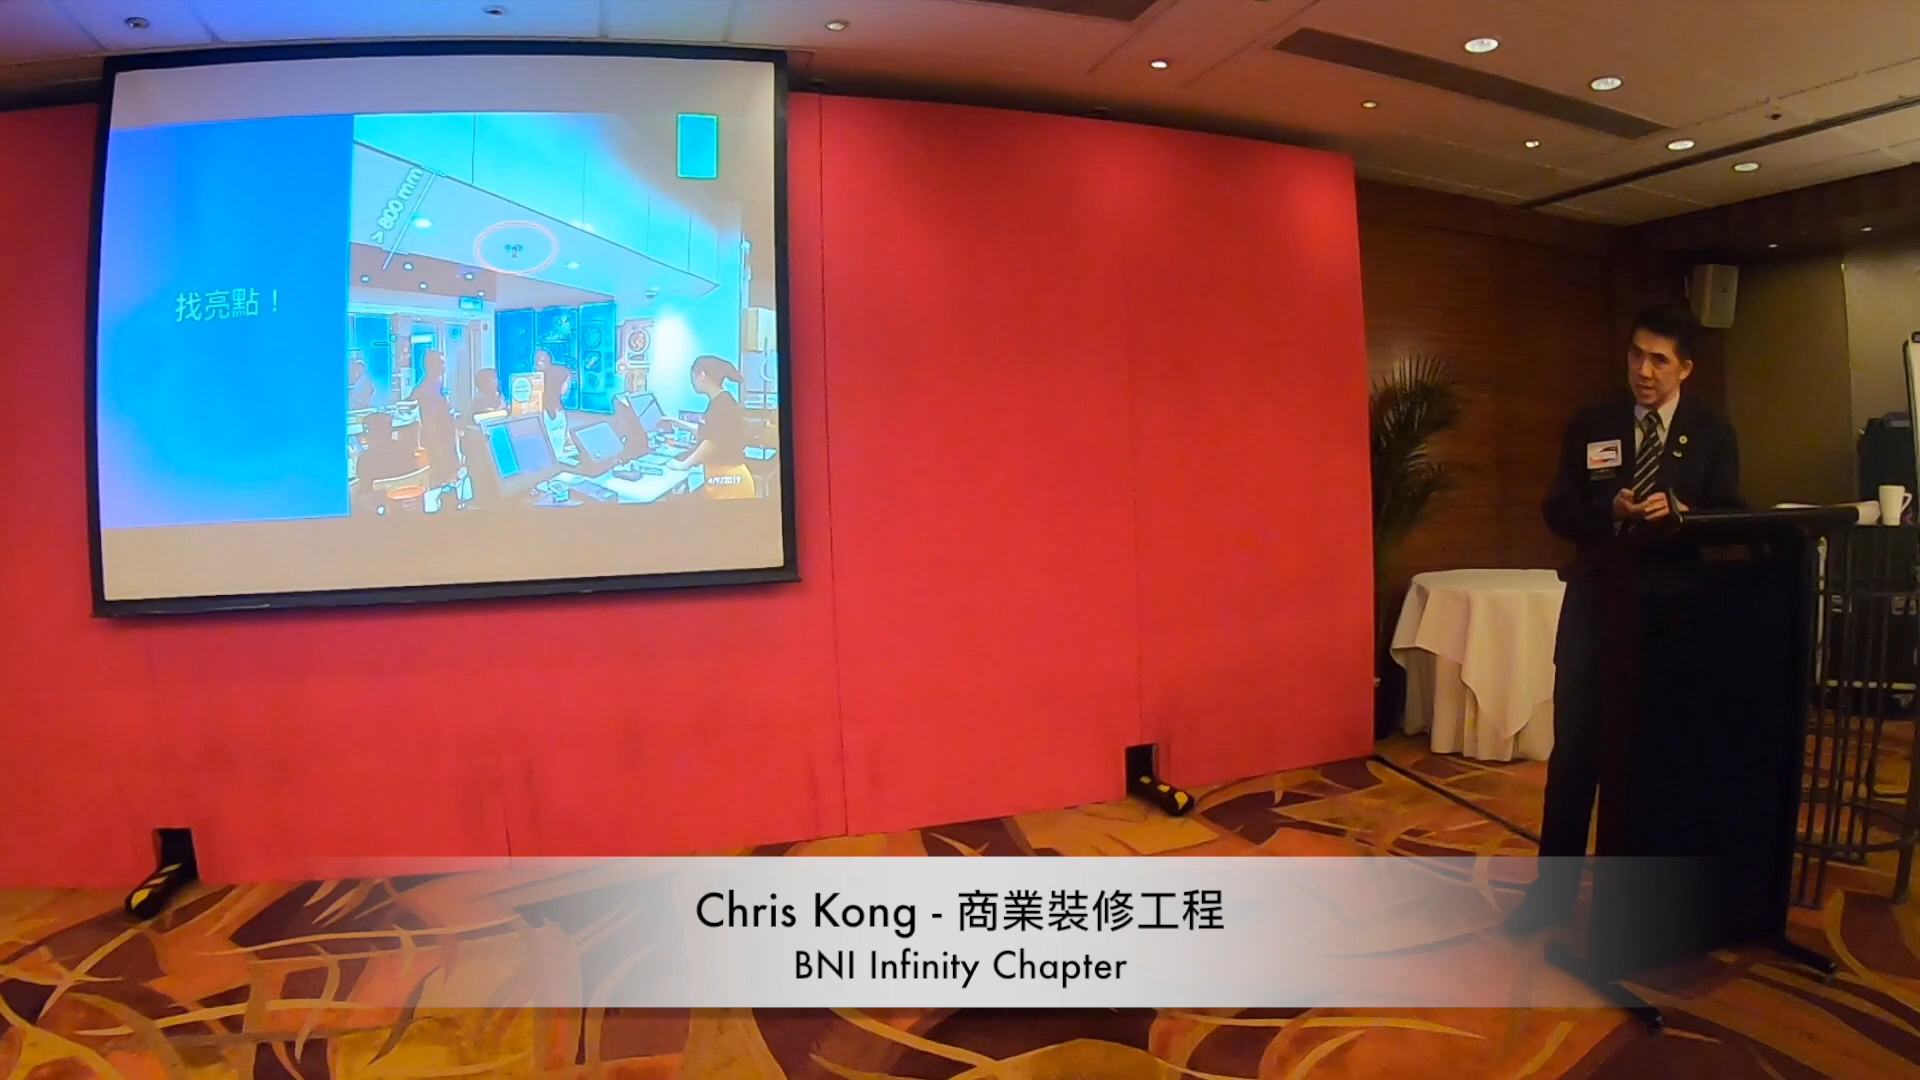 找亮點！
> 800 mm
4/9/2019
Chris Kong - 商業裝修工程
BNI Infinity Chapter